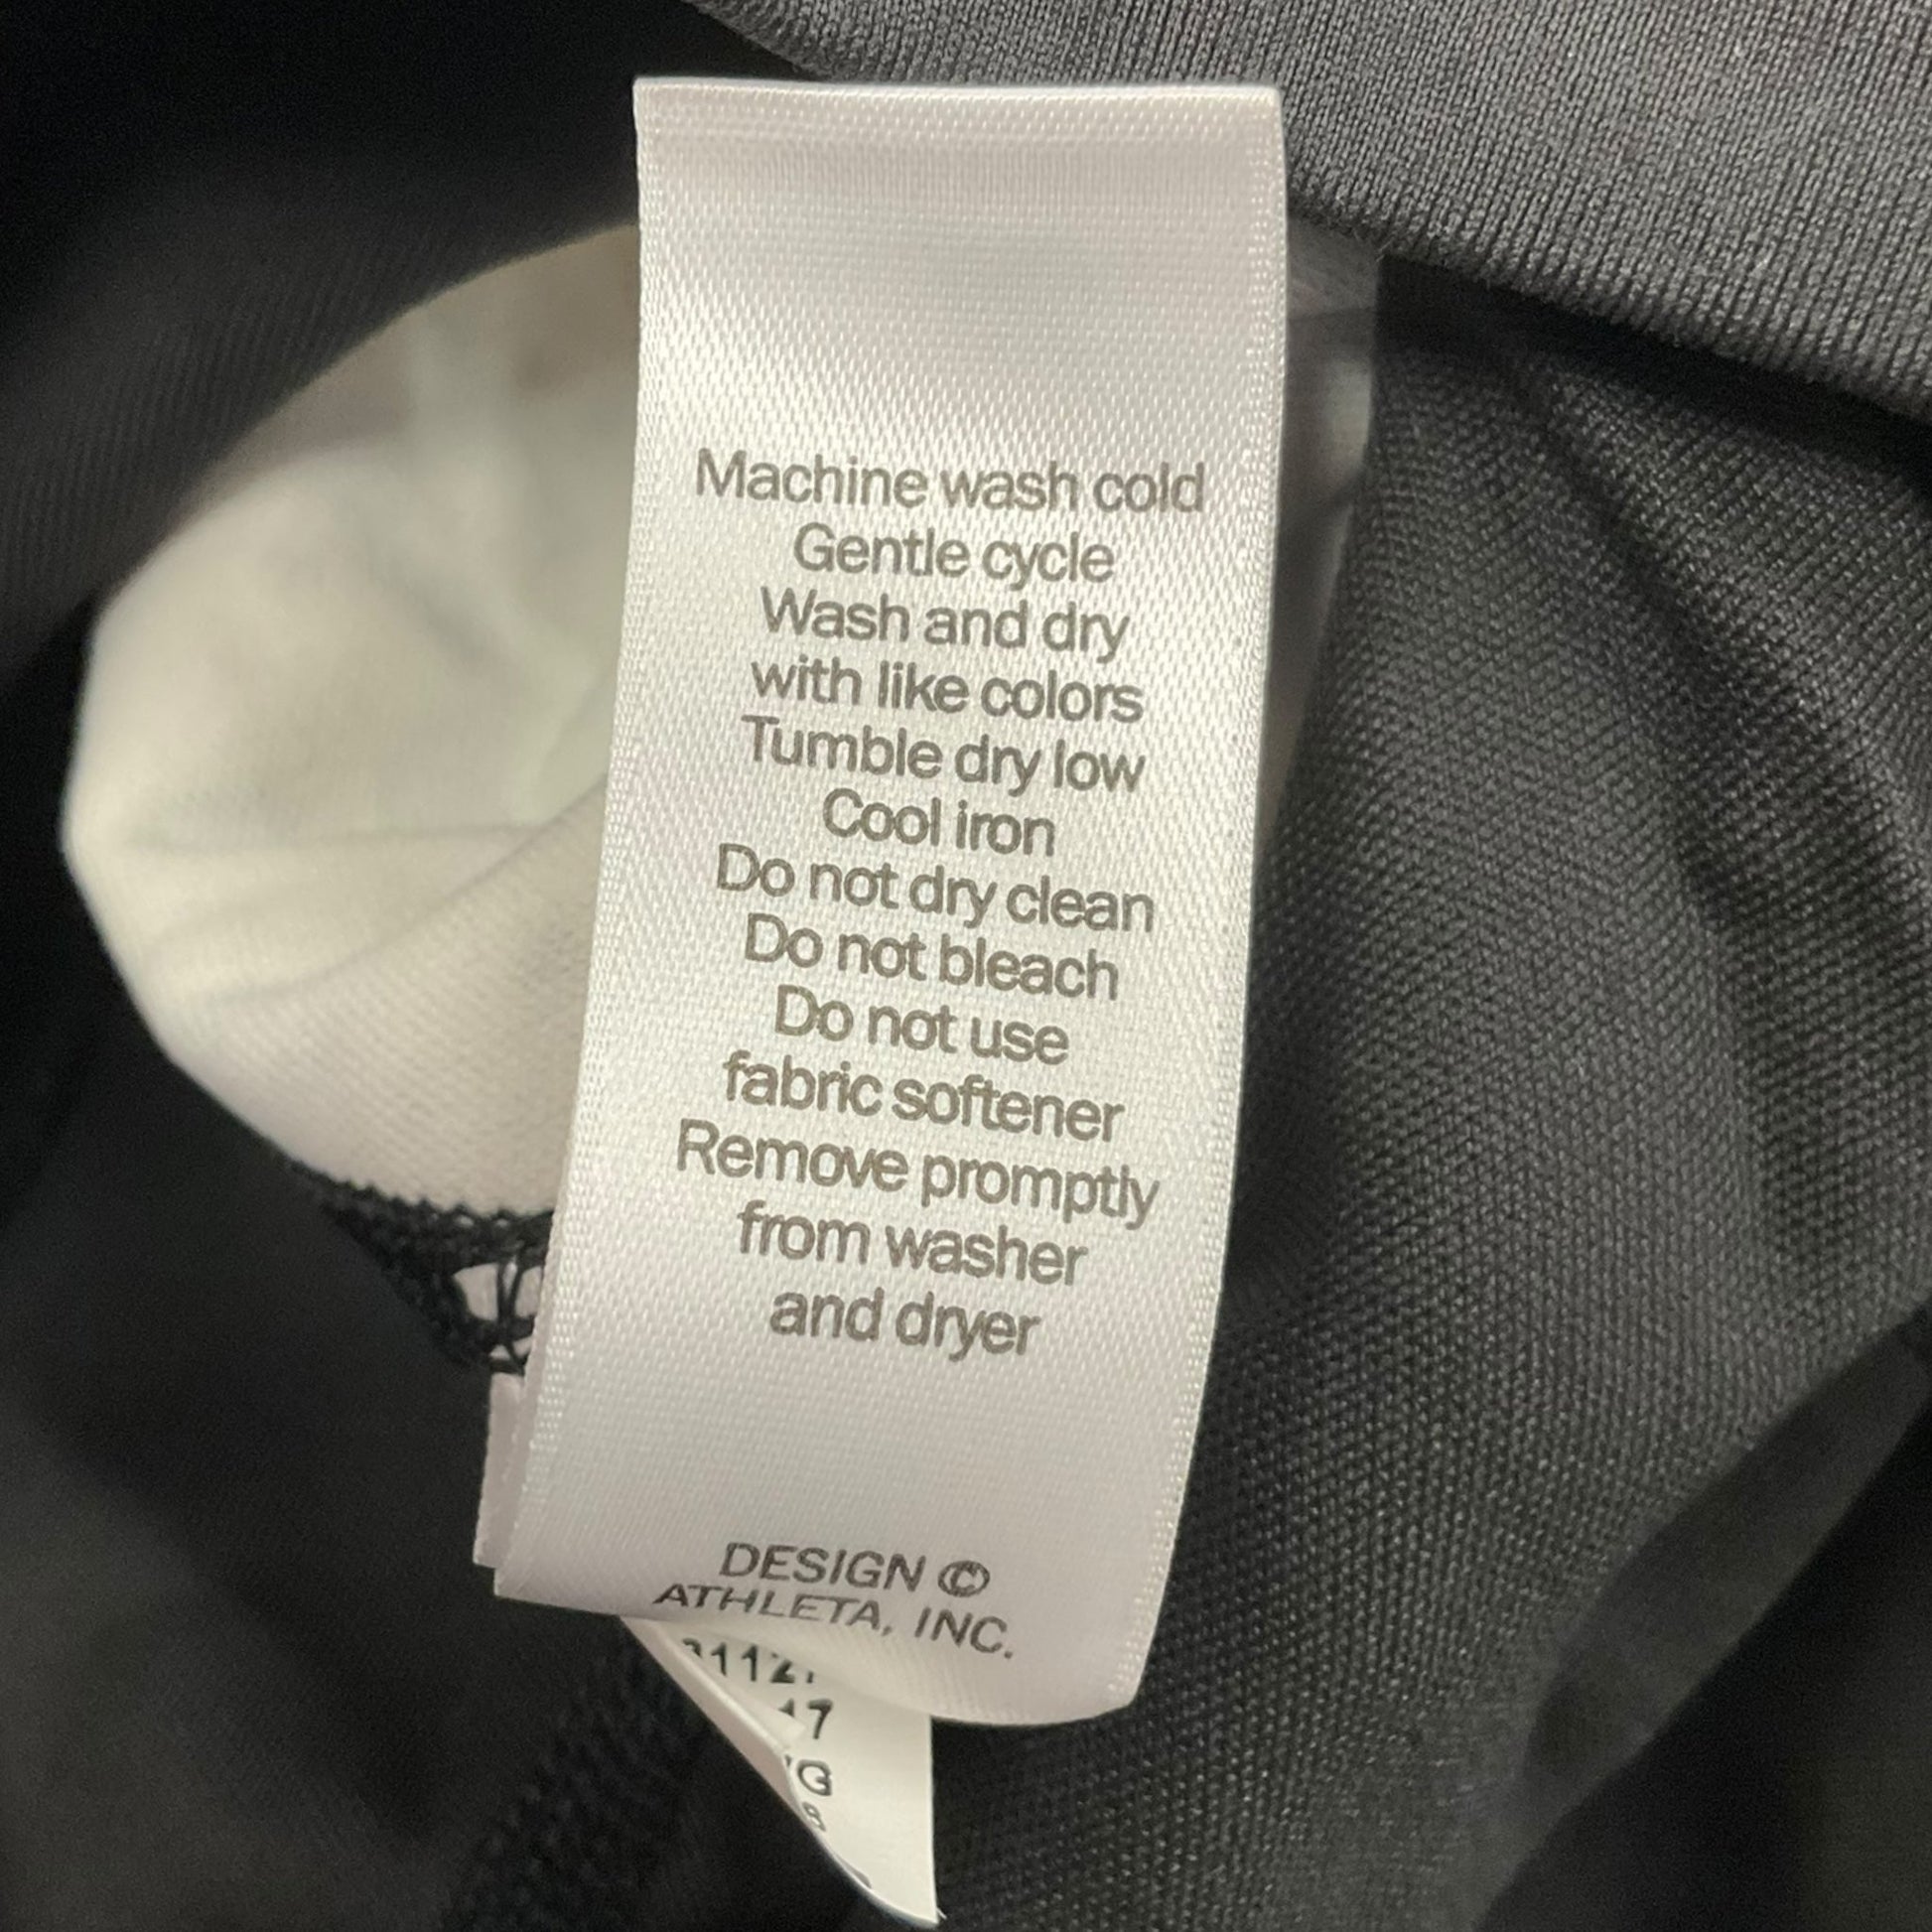 Machine wash cold
Gentle cycle
Wash and dry
with like colors
Tumble dry low
Cool iron
Do not dry clean
Do not bleach
Do not use
fabric softener
Remove promptly
from washer
and dryer
DESIGN ©
ATHLETA, INC.